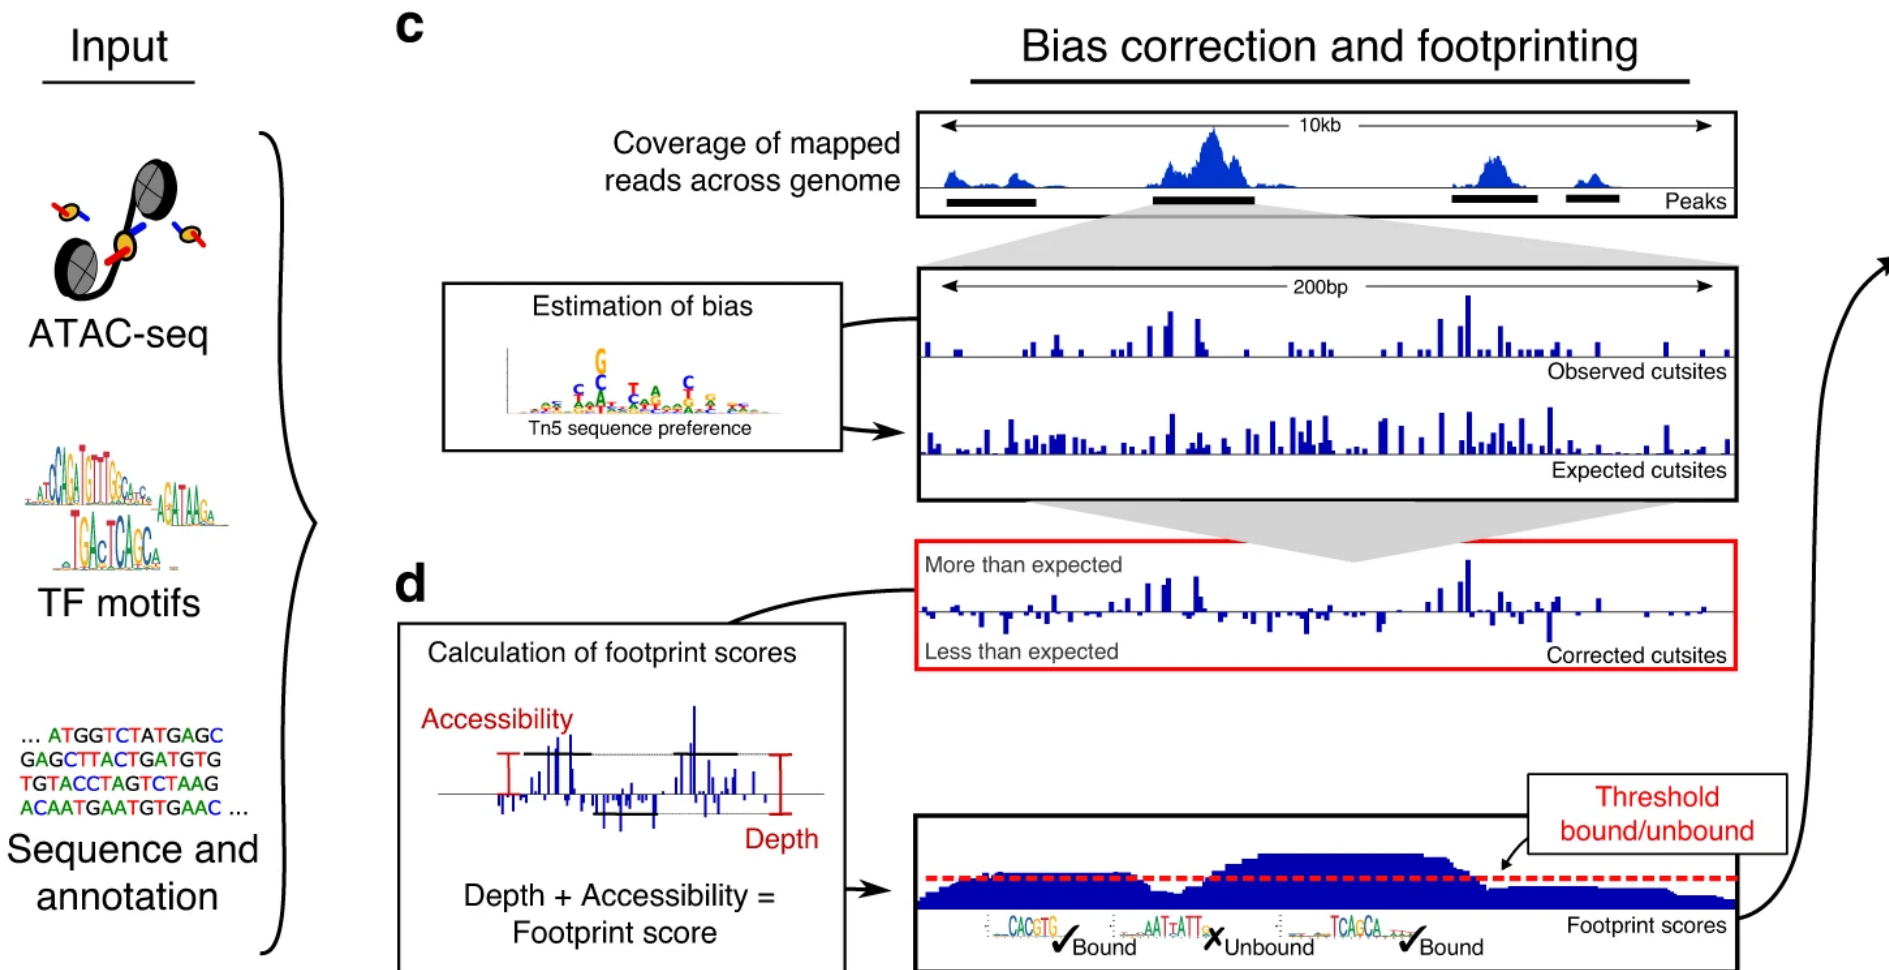 Input
ATAC-seq
TF motifs
... ATGGTCTATGAGC
GAGCTTACTGATGTG
TGTACCTAGTCTAAG
ACAATGAATGTGAAC ...
Sequence and
annotation
c
Bias correction and footprinting
Coverage of mapped
reads across genome
10kb
Peaks
Estimation of bias
Tn5 sequence preference
200bp
Observed cutsites
Expected cutsites
More than expected
Less than expected
Corrected cutsites
d
Calculation of footprint scores
Accessibility
Depth
Depth + Accessibility =
Footprint score
Threshold
bound/unbound
Footprint scores
CACGTG
Bound
AATTATT
Unbound
TCAGCA
Bound